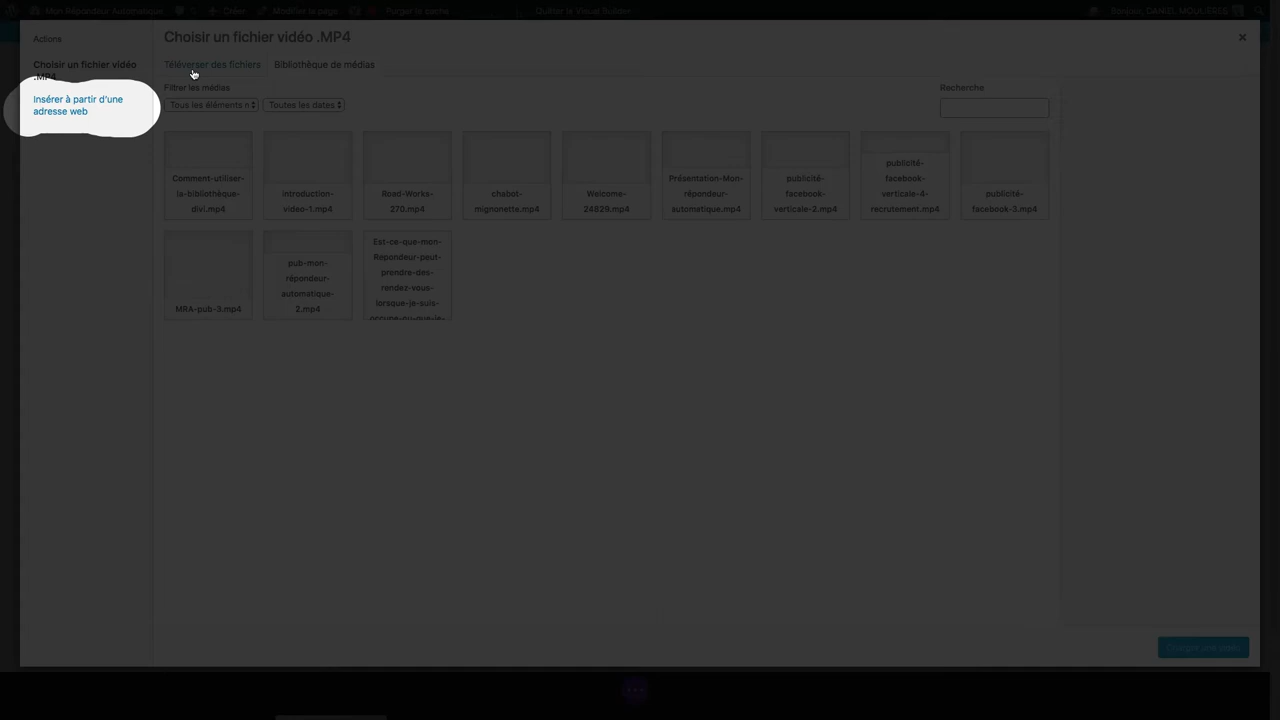 Mon Répondeur Automatique
Créer
Modifier la page
Purger le cache
Quitter le Visual Builder
Bonjour, DANIEL MOULIERES
Actions
Choisir un fichier vidéo .MP4
Choisir un fichier vidéo
.MP4
Téléverser des fichiers
Bibliothèque de médias
Insérer à partir d'une
adresse web
Filtrer les médias
Recherche
Tous les éléments
Toutes les dates
Comment-utiliser-
la-bibliothèque-
divi.mp4
introduction-
video-1.mp4
Road-Works-
270.mp4
chabot-
mignonette.mp4
Welcome-
24829.mp4
Présentation-Mon-
répondeur-
automatique.mp4
publicité-
facebook-
verticale-2.mp4
publicité-
facebook-
verticale-4-
recrutement.mp4
publicité-
facebook-3.mp4
MRA-pub-3.mp4
pub-mon-
répondeur-
automatique-
2.mp4
Est-ce-que-mon-
Répondeur-peut-
prendre-des-
rendez-vous-
lorsque-je-suis-
occupé-ou-que-je-